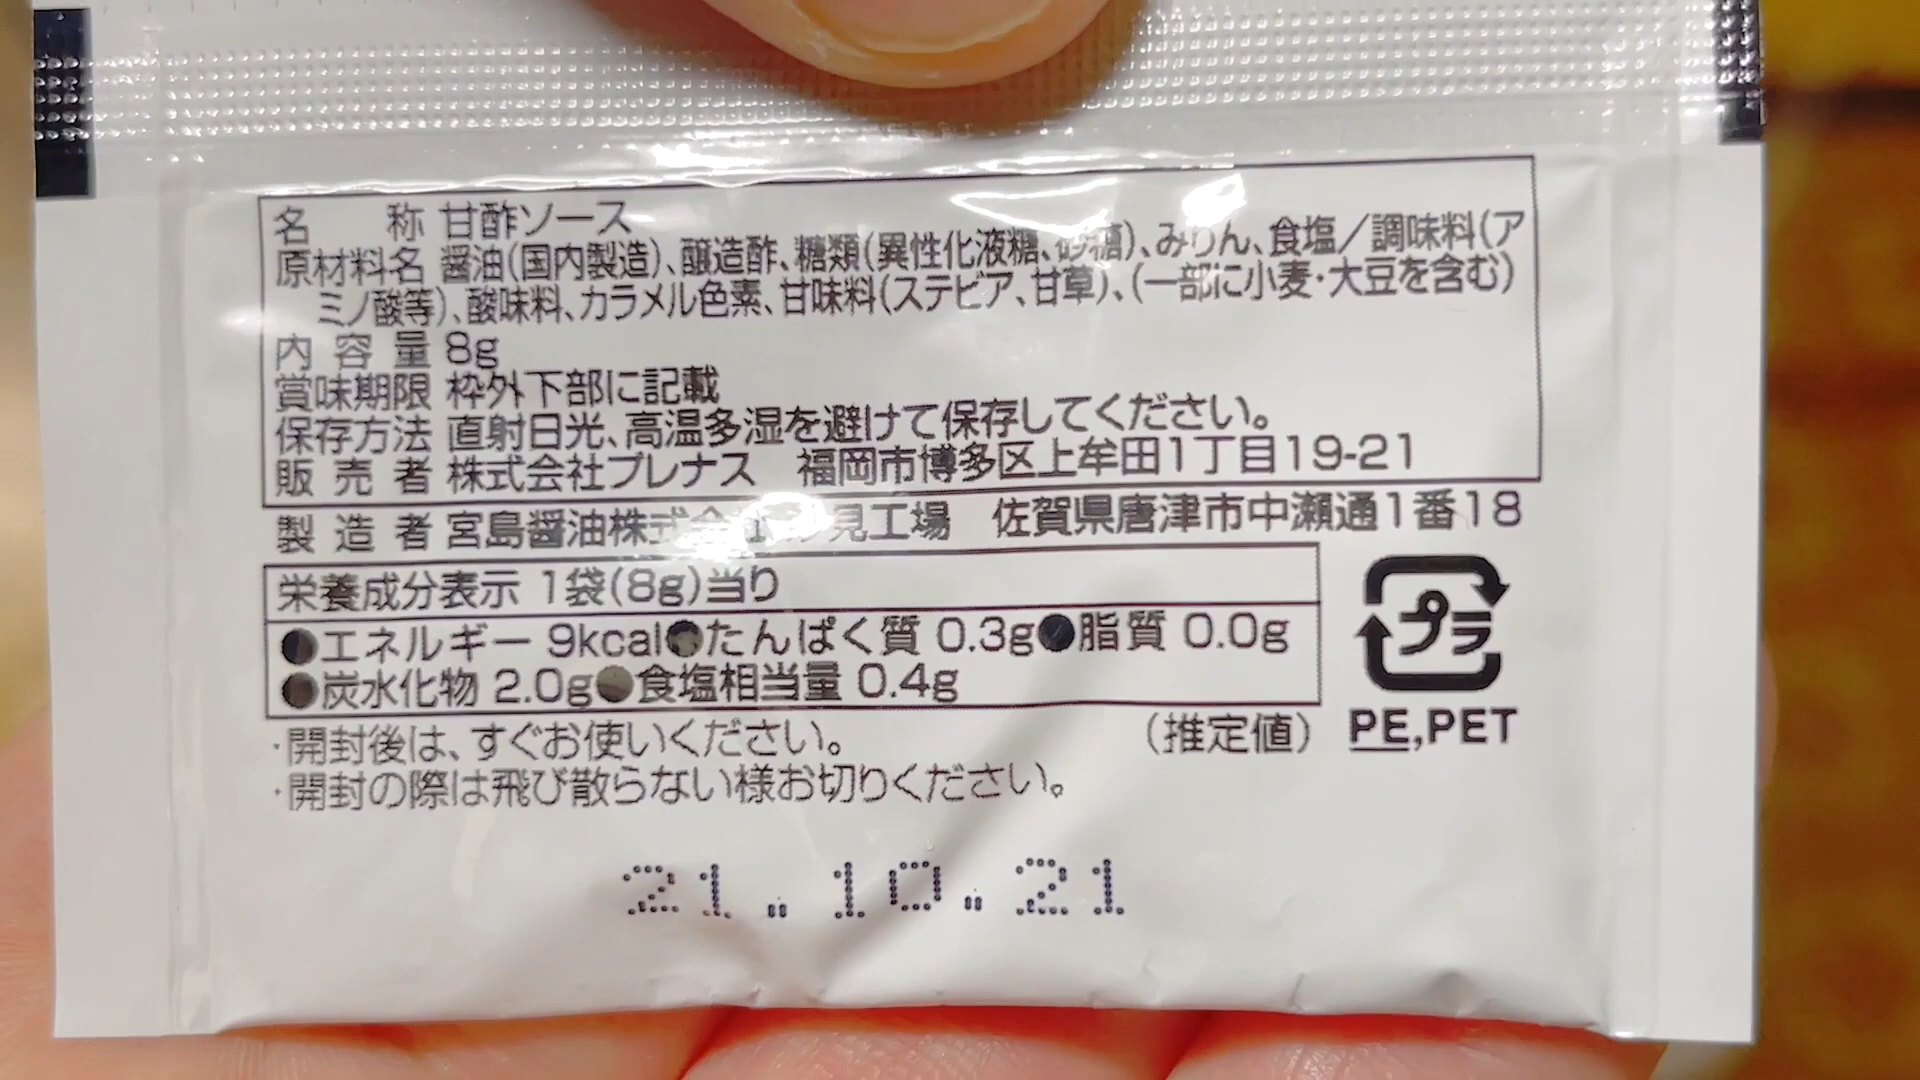 名称 甘酢ソース
原材料名 醤油(国内製造)、醸造酢、糖類(異性化液糖、砂糖)、みりん、食塩/調味料(ア
ミノ酸等)、酸味料、カラメル色素、甘味料(ステビア、甘草)、(一部に小麦・大豆を含む)
内容量 8g
賞味期限 枠外下部に記載
保存方法 直射日光、高温多湿を避けて保存してください。
販売者 株式会社プレナス 福岡市博多区上牟田1丁目19-21
製造者 宮島醤油株式会社 見工場 佐賀県唐津市中瀬通1番18
栄養成分表示 1袋(8g)当り
●エネルギー 9kcal●たんぱく質 0.3g●脂質 0.0g
●炭水化物 2.0g●食塩相当量 0.4g
(推定値)
プラ
PE,PET
・開封後は、すぐお使いください。
・開封の際は飛び散らない様お切りください。
21.10.21